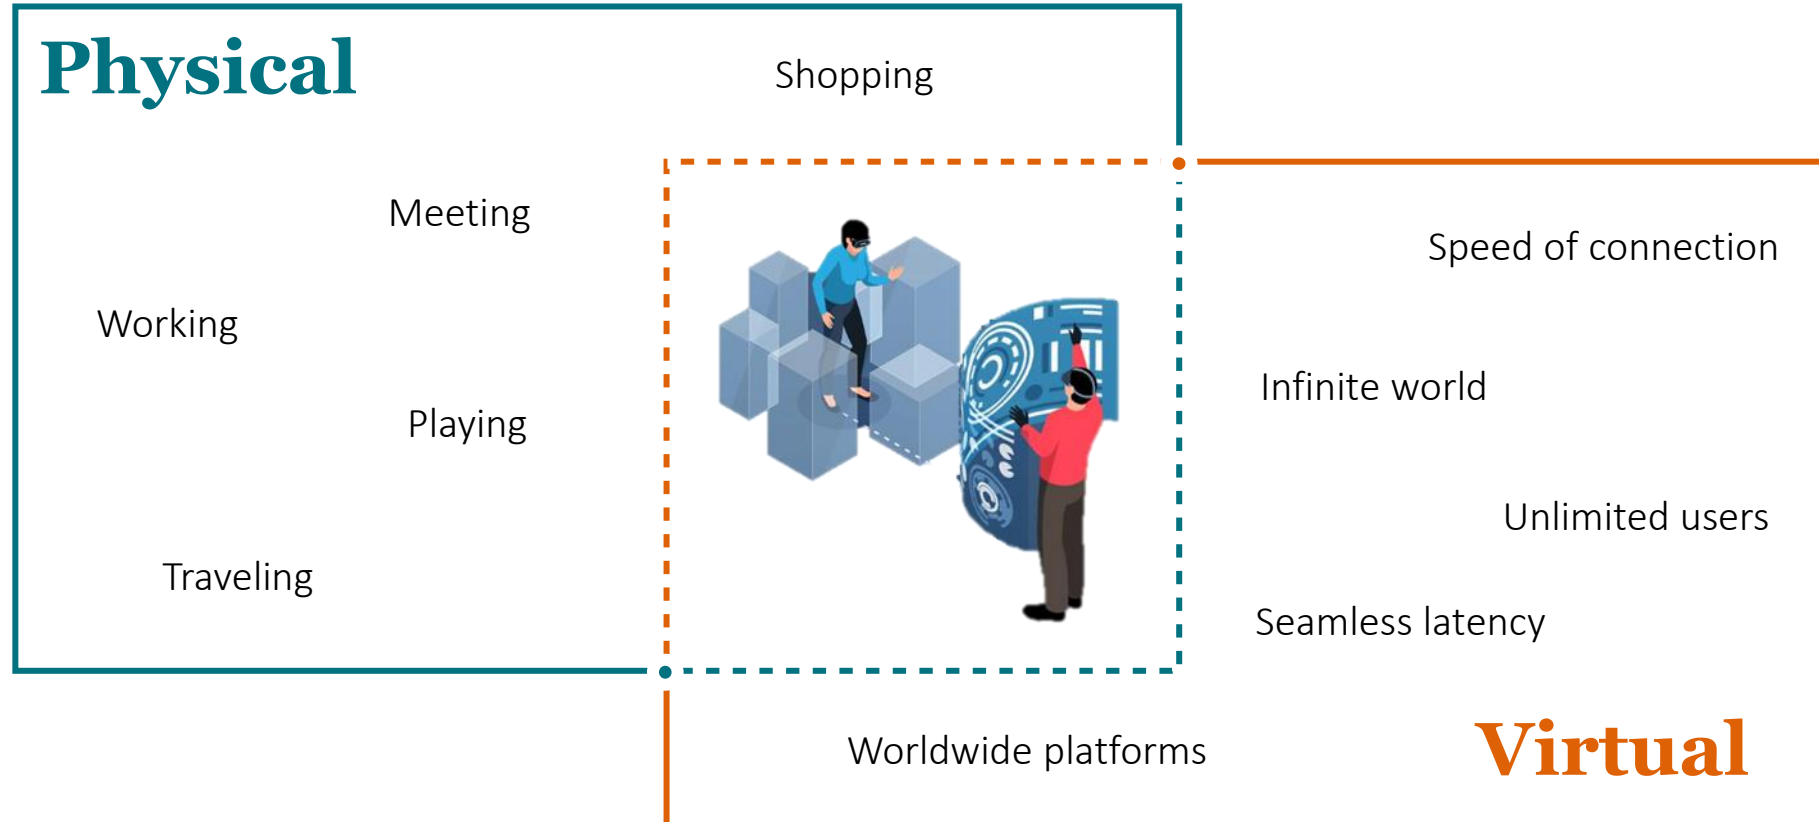 Physical
Shopping
Meeting
Working
Playing
Traveling
Speed of connection
Infinite world
Unlimited users
Seamless latency
Worldwide platforms
Virtual